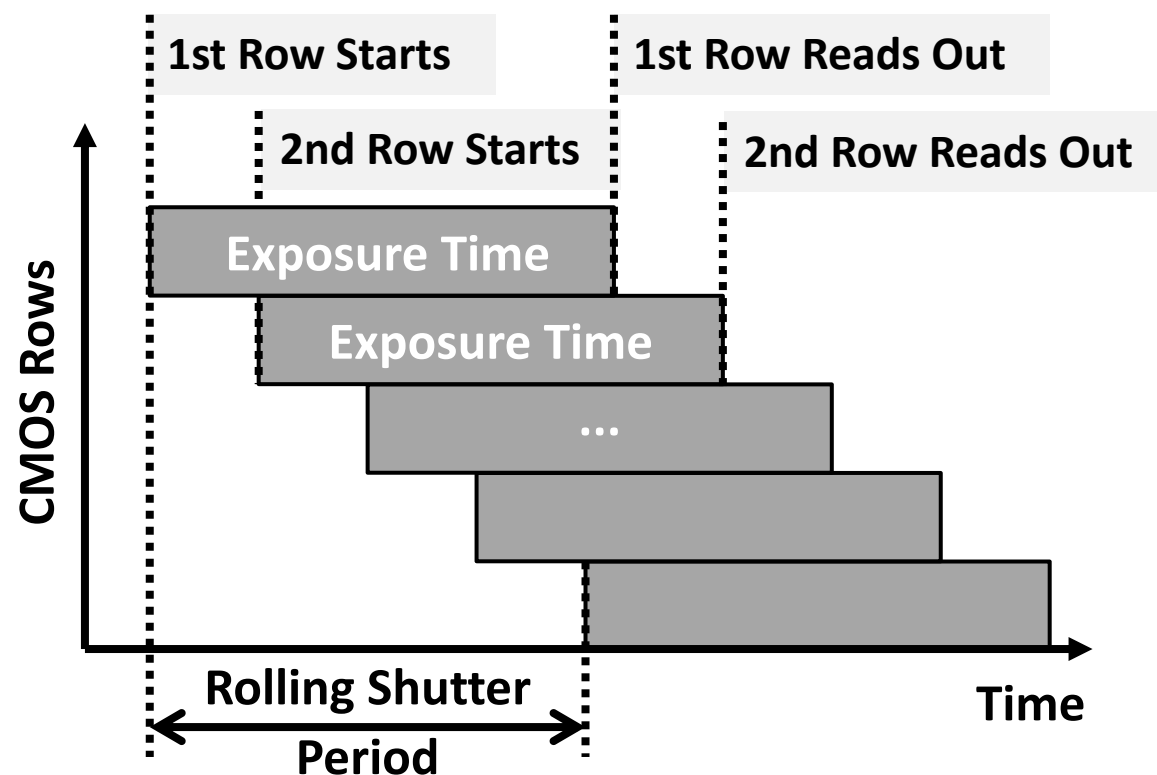 1st Row Starts
1st Row Reads Out
2nd Row Starts
2nd Row Reads Out
Exposure Time
Exposure Time
...
CMOS Rows
Rolling Shutter
Period
Time